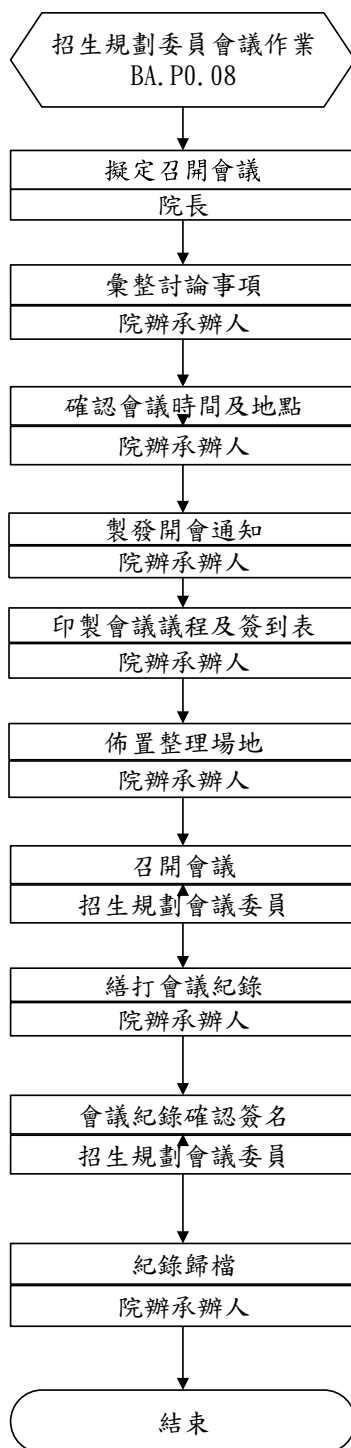 招生規劃委員會議作業
BA.P0.08
擬定召開會議
院長
彙整討論事項
院辦承辦人
確認會議時間及地點
院辦承辦人
製發開會通知
院辦承辦人
印製會議議程及簽到表
院辦承辦人
佈置整理場地
院辦承辦人
召開會議
招生規劃會議委員
繕打會議紀錄
院辦承辦人
會議紀錄確認簽名
招生規劃會議委員
紀錄歸檔
院辦承辦人
結束